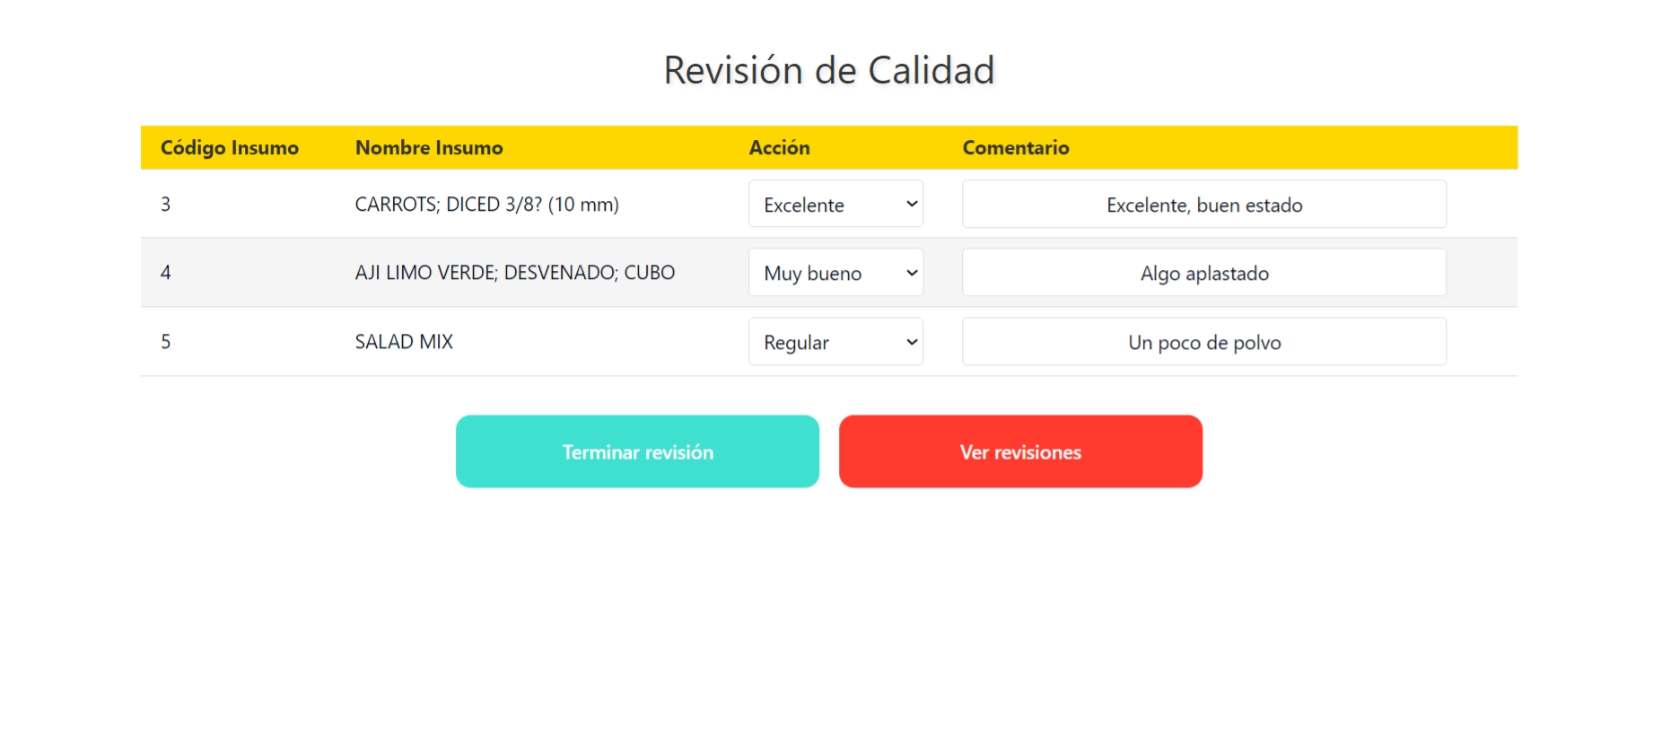 Revisión de Calidad
Código Insumo Nombre Insumo Acción Comentario
3 CARROTS; DICED 3/8? (10 mm) Excelente Excelente, buen estado
4 AJI LIMO VERDE; DESVENADO; CUBO Muy bueno Algo aplastado
5 SALAD MIX Regular Un poco de polvo
Terminar revisión Ver revisiones